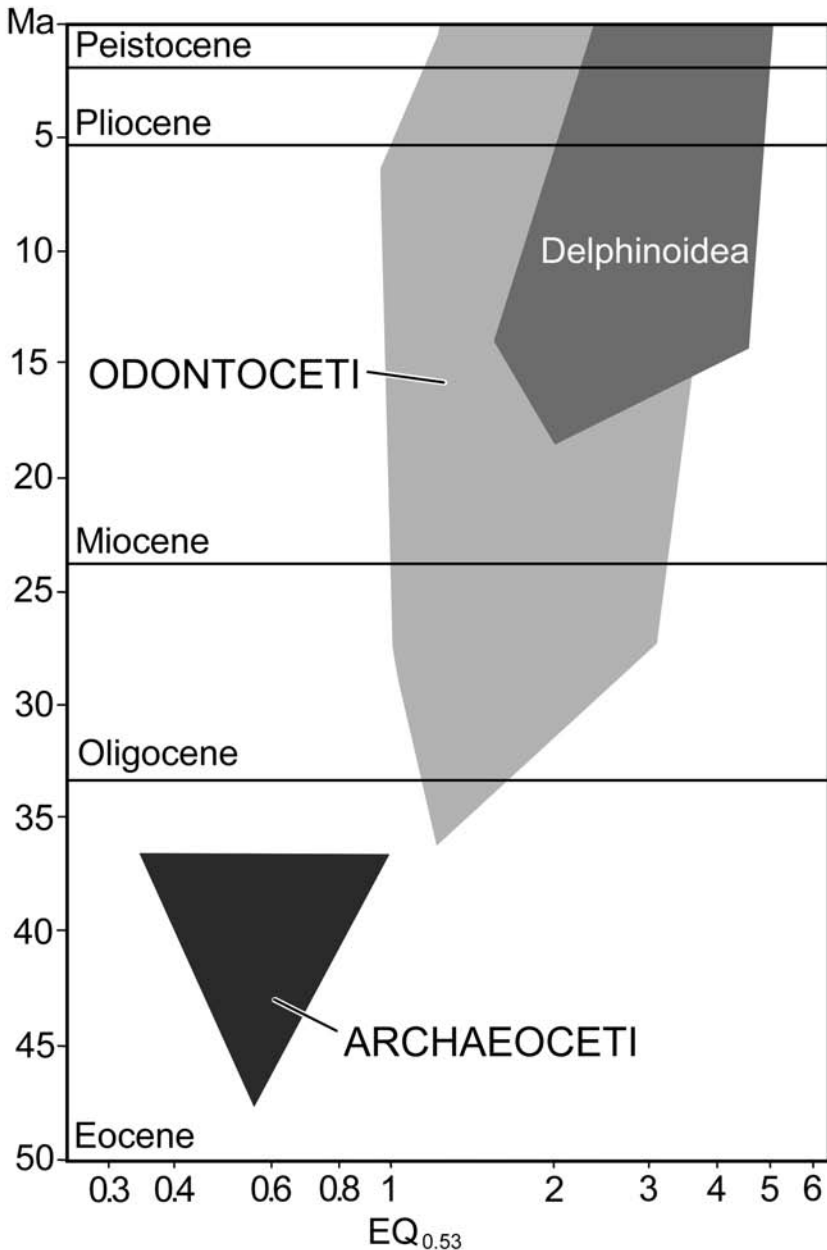 Ma
Peistocene
Pliocene
5
10
Delphinoidea
15
ODONTOCETI
20
Miocene
25
30
Oligocene
35
40
45
ARCHAEOCETI
Eocene
50
0.3 0.4 0.6 0.8 1 2 3 4 5 6
EQ0.53